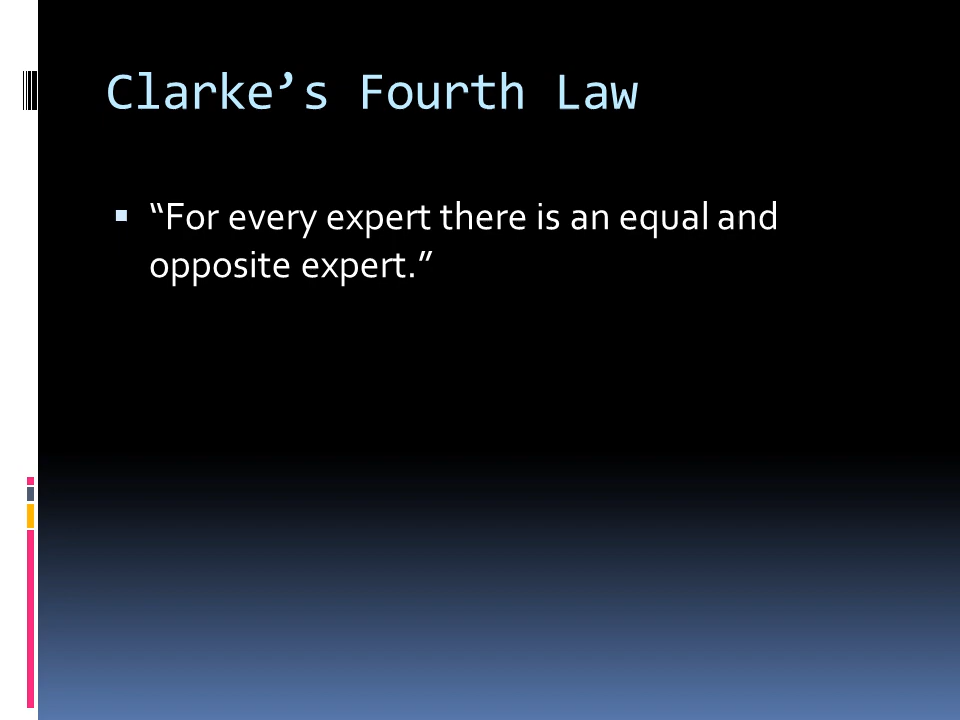 Clarke’s Fourth Law
▪ “For every expert there is an equal and
opposite expert.”